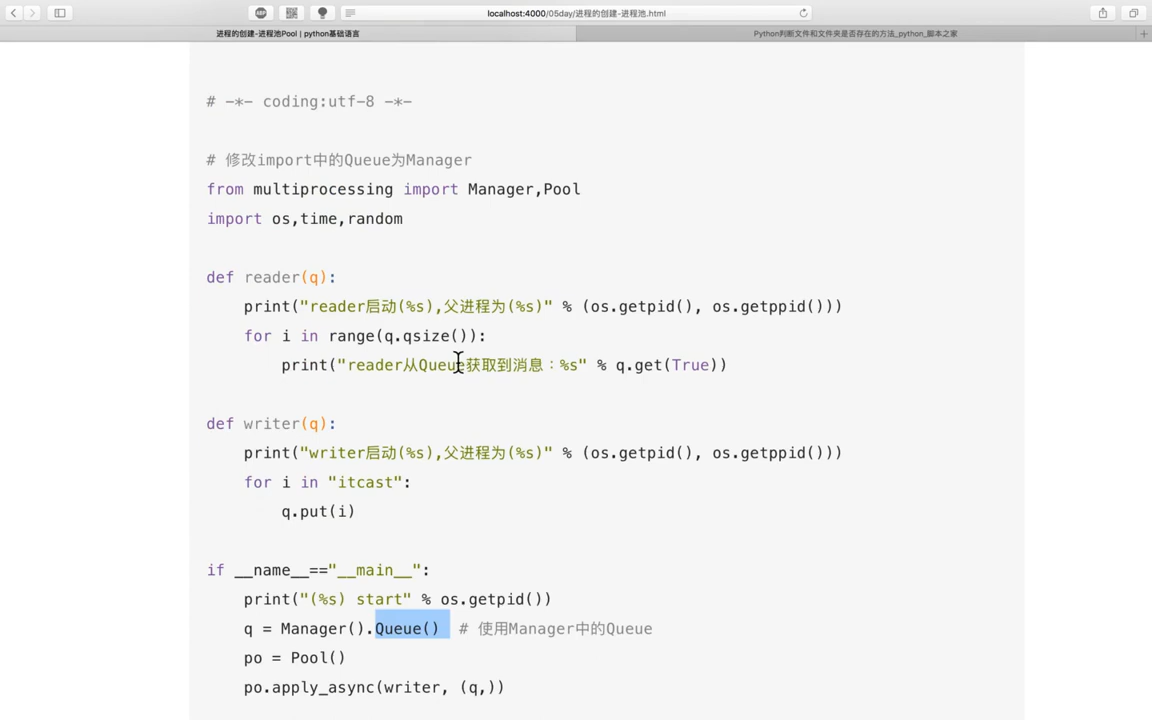 localhost:4000/05day/进程的创建-进程池.html
进程的创建-进程池Pool | python基础语言
Python判断文件和文件夹是否存在的方法_python_脚本之家
# -*- coding:utf-8 -*-
# 修改import中的Queue为Manager
from multiprocessing import Manager,Pool
import os,time,random
def reader(q):
    print("reader启动(%s),父进程为(%s)" % (os.getpid(), os.getppid()))
    for i in range(q.qsize()):
        print("reader从Queue获取到消息：%s" % q.get(True))
def writer(q):
    print("writer启动(%s),父进程为(%s)" % (os.getpid(), os.getppid()))
    for i in "itcast":
        q.put(i)
if __name__=="__main__":
    print("(%s) start" % os.getpid())
    q = Manager().Queue()  # 使用Manager中的Queue
    po = Pool()
    po.apply_async(writer, (q,))